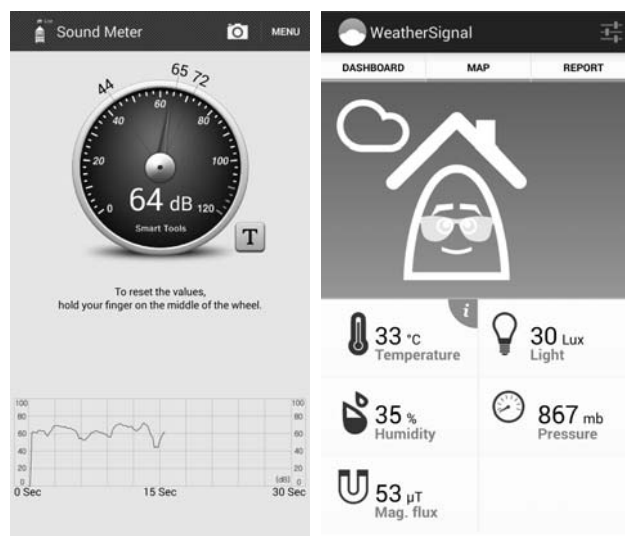 Sound Meter
MENU
44
65
72
0
20
40
60
80
100
120
64 dB
Smart Tools
T
To reset the values,
hold your finger on the middle of the wheel.
100
80
60
40
20
0
100
80
60
40
20
[dB] 0
0 Sec
15 Sec
30 Sec
WeatherSignal
DASHBOARD
MAP
REPORT
i
33 °C
Temperature
30 Lux
Light
35 %
Humidity
867 mb
Pressure
53 µT
Mag. flux